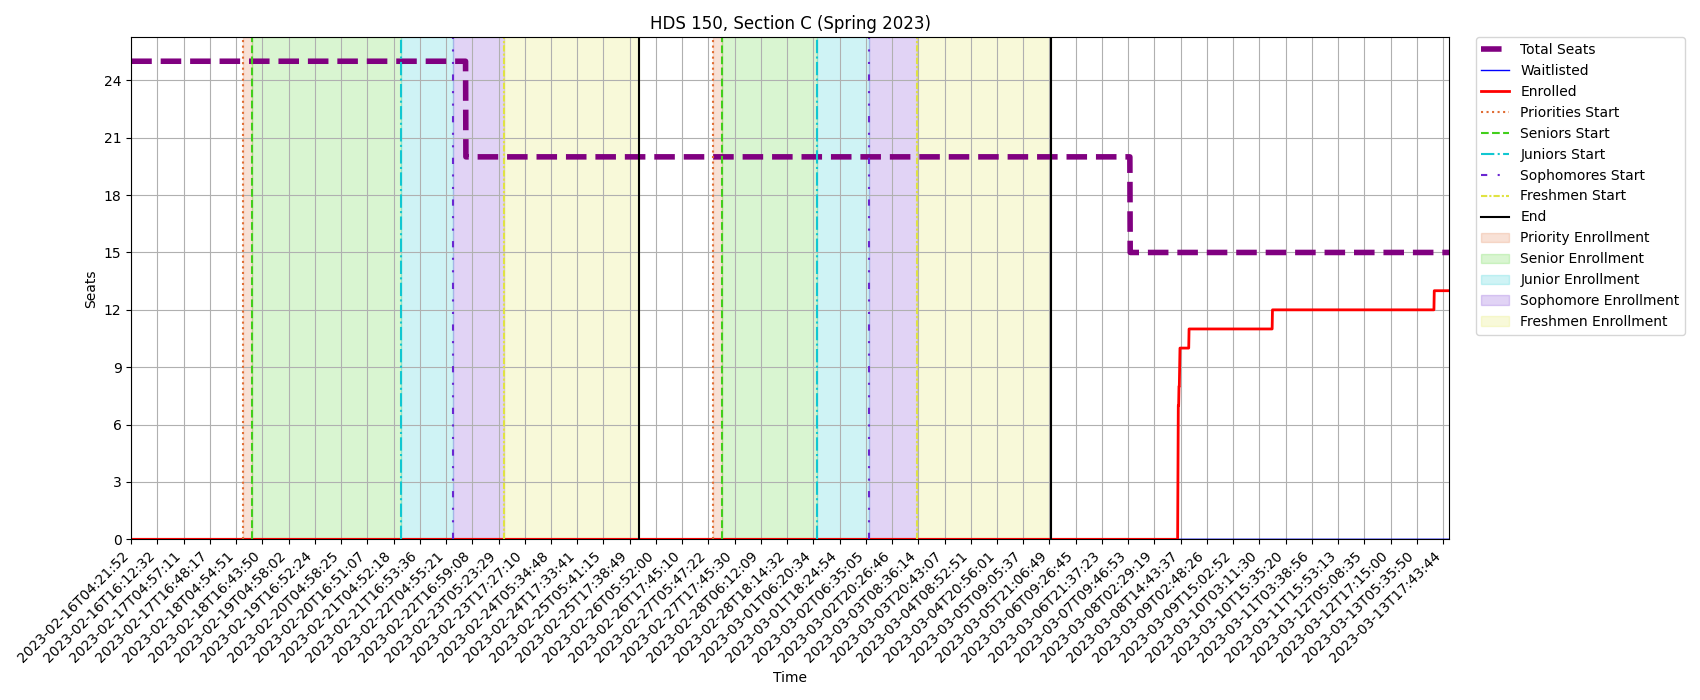 HDS 150, Section C (Spring 2023)
Seats
24
21
18
15
12
9
6
3
0
2023-02-16T04:21:52
2023-02-16T16:12:32
2023-02-17T04:57:11
2023-02-17T16:48:17
2023-02-18T04:54:51
2023-02-18T16:43:50
2023-02-19T04:58:02
2023-02-19T16:52:24
2023-02-20T04:58:25
2023-02-20T16:51:07
2023-02-21T04:52:18
2023-02-21T16:53:36
2023-02-22T04:55:21
2023-02-22T16:59:08
2023-02-23T05:23:29
2023-02-23T17:27:10
2023-02-24T05:34:48
2023-02-24T17:33:41
2023-02-25T05:41:15
2023-02-25T17:38:49
2023-02-26T05:52:00
2023-02-26T17:45:10
2023-02-27T05:47:22
2023-02-27T17:45:30
2023-02-28T06:12:09
2023-02-28T18:14:32
2023-03-01T06:20:34
2023-03-01T18:24:54
2023-03-02T06:35:05
2023-03-02T20:26:46
2023-03-03T08:36:14
2023-03-03T20:43:07
2023-03-04T08:52:51
2023-03-04T20:56:01
2023-03-05T09:05:37
2023-03-05T21:06:49
2023-03-06T09:26:45
2023-03-06T21:37:23
2023-03-07T09:46:53
2023-03-08T02:29:19
2023-03-08T14:43:37
2023-03-09T02:48:26
2023-03-09T15:02:52
2023-03-10T03:11:30
2023-03-10T15:35:20
2023-03-11T03:38:56
2023-03-11T15:53:13
2023-03-12T05:08:35
2023-03-12T17:15:00
2023-03-13T05:35:50
2023-03-13T17:43:44
Time
Total Seats
Waitlisted
Enrolled
Priorities Start
Seniors Start
Juniors Start
Sophomores Start
Freshmen Start
End
Priority Enrollment
Senior Enrollment
Junior Enrollment
Sophomore Enrollment
Freshmen Enrollment